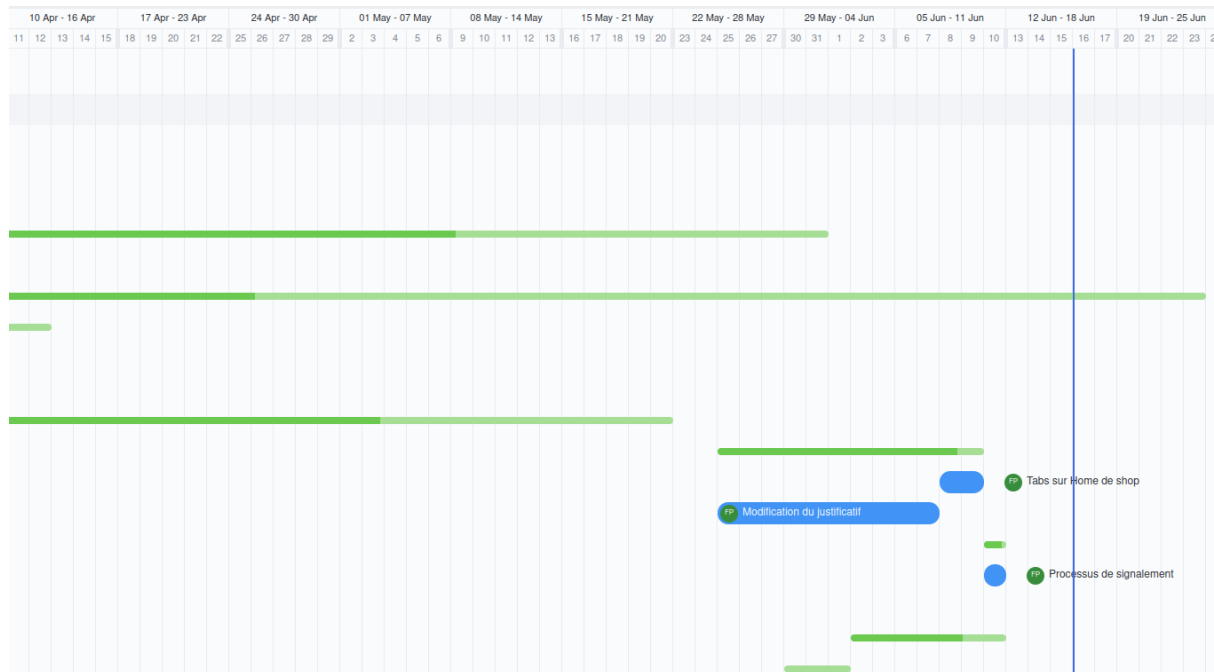 10 Apr - 16 Apr 17 Apr - 23 Apr 24 Apr - 30 Apr 01 May - 07 May 08 May - 14 May 15 May - 21 May 22 May - 28 May 29 May - 04 Jun 05 Jun - 11 Jun 12 Jun - 18 Jun 19 Jun - 25 Jun
11 12 13 14 15 18 19 20 21 22 25 26 27 28 29 2 3 4 5 6 9 10 11 12 13 16 17 18 19 20 23 24 25 26 27 30 31 1 2 3 6 7 8 9 10 13 14 15 16 17 20 21 22 23
FP Tabs sur Home de shop
FP Modification du justificatif
FP Processus de signalement